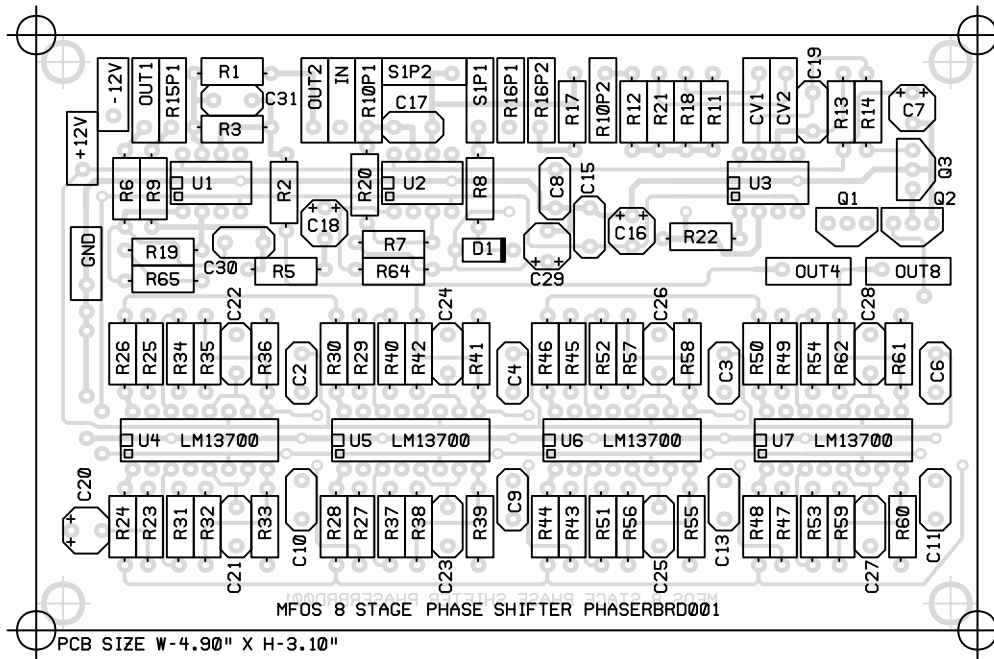 -12V OUT1 R15P1 R1 C31 R3 OUT2 IN R10P1 S1P2 C17 S1P1 R16P1 R16P2 R17 R10P2 R12 R21 R18 R11 CV1 CV2 C19 R13 R14 C7
+12V R6 R9 U1 R2 C18 R20 U2 R8 C8 C15 C16 U3 Q3
Q1 Q2
GND R19 C30 R7 D1 C29 R22
R65 R5 R64 OUT4 OUT8
C22 C24 C26 C28
R26 R25 R34 R35 R36 C2 R30 R29 R40 R42 R41 C4 R46 R45 R52 R57 R58 C3 R50 R49 R54 R62 R61 C6
U4 LM13700 U5 LM13700 U6 LM13700 U7 LM13700
C20 R24 R23 R31 R32 R33 C10 R28 R27 R37 R38 R39 C9 R44 R43 R51 R56 R55 C13 R48 R47 R53 R59 R60 C11
C21 C23 C25 C27
MFOS 8 STAGE PHASE SHIFTER PHASERBRD001
MFOS 8 STAGE PHASE SHIFTER PHASERBRD001
PCB SIZE W-4.90" X H-3.10"